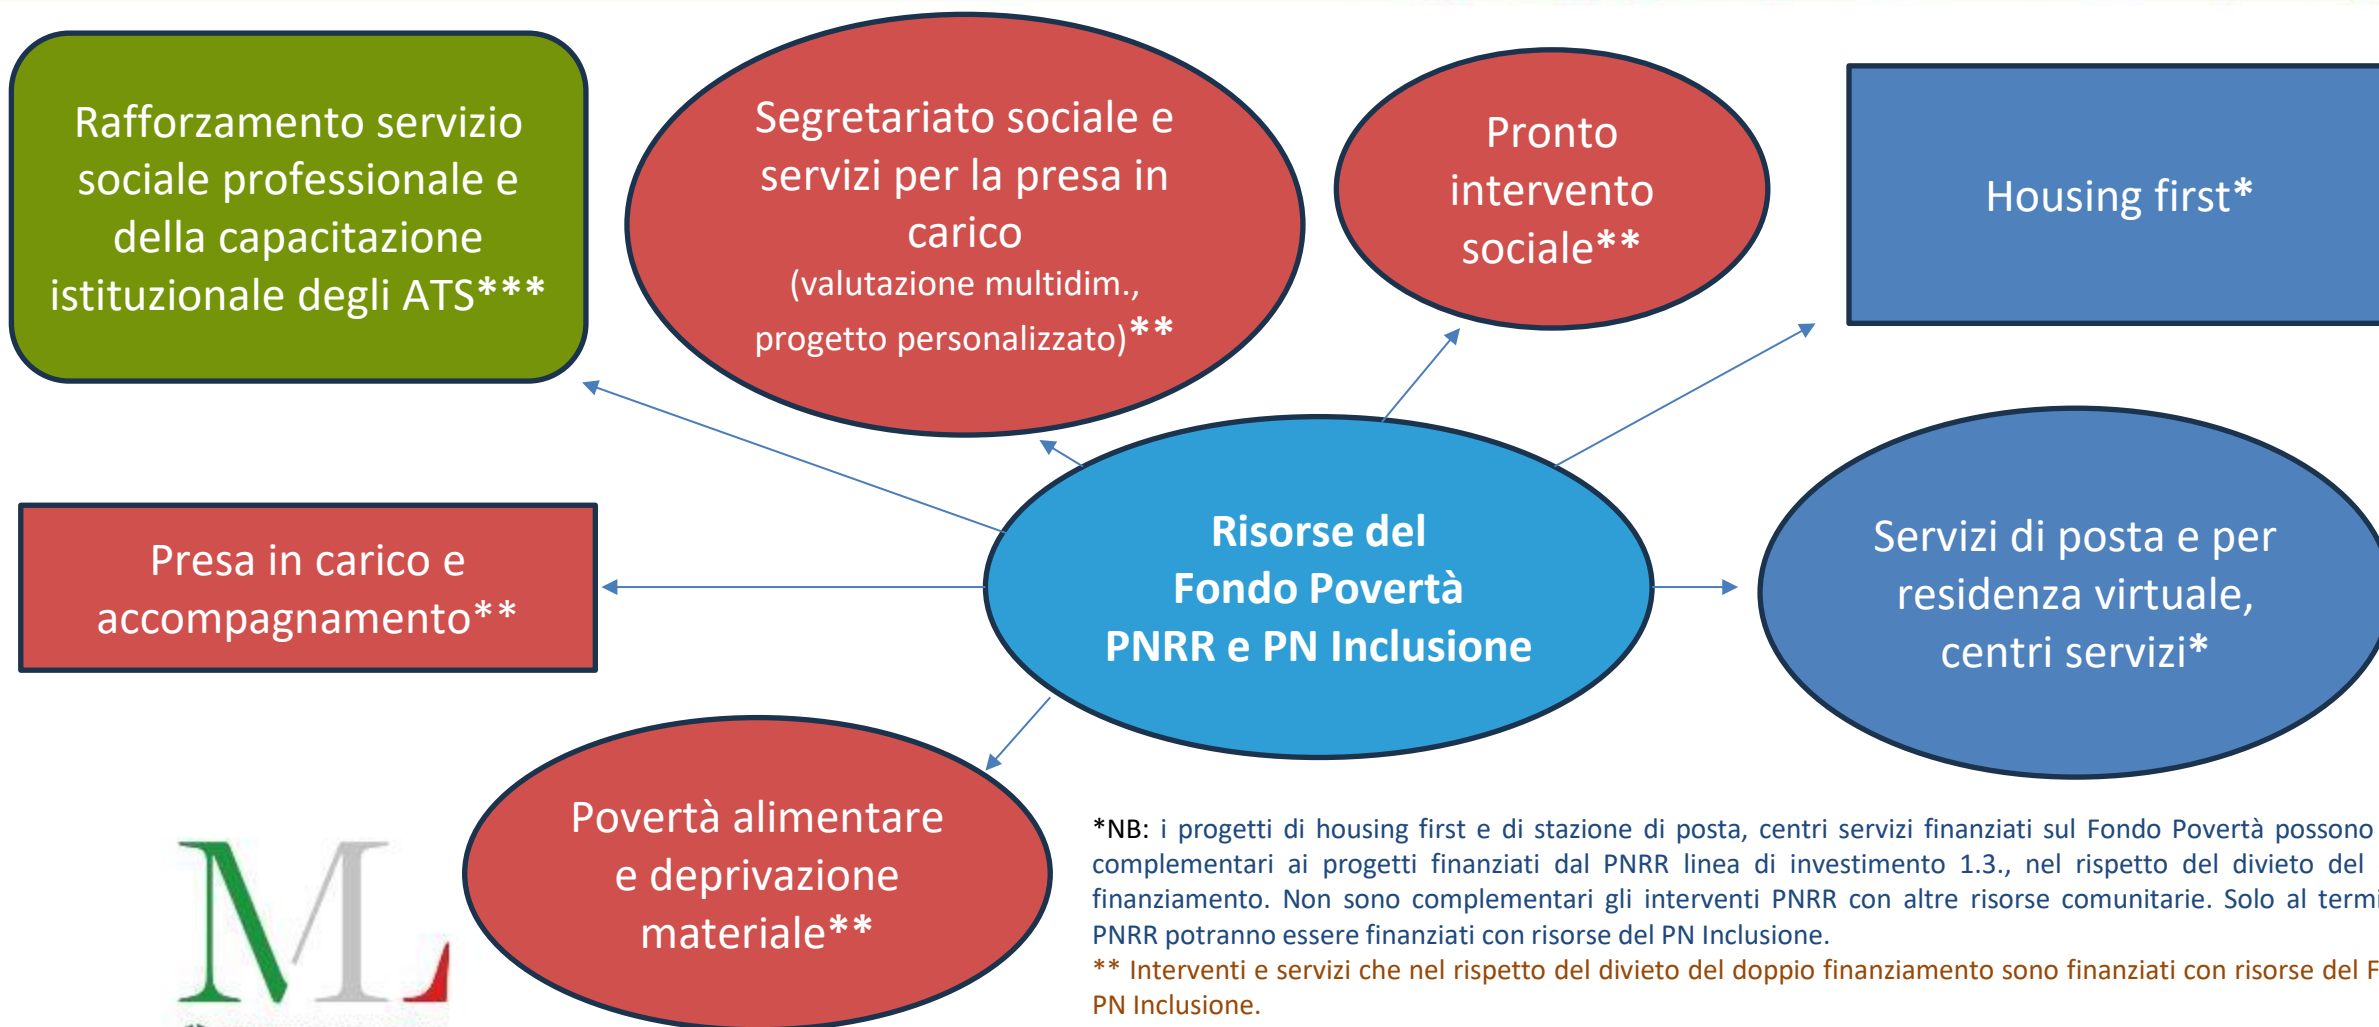 Rafforzamento servizio
sociale professionale e
della capacitazione
istituzionale degli ATS***
Segretariato sociale e
servizi per la presa in
carico
(valutazione multidim.,
progetto personalizzato)**
Pronto
intervento
sociale**
Housing first*
Presa in carico e
accompagnamento**
Risorse del
Fondo Povertà
PNRR e PN Inclusione
Servizi di posta e per
residenza virtuale,
centri servizi*
Povertà alimentare
e deprivazione
materiale**
ML
*NB: i progetti di housing first e di stazione di posta, centri servizi finanziati sul Fondo Povertà possono
complementari ai progetti finanziati dal PNRR linea di investimento 1.3., nel rispetto del divieto del
finanziamento. Non sono complementari gli interventi PNRR con altre risorse comunitarie. Solo al
PNRR potranno essere finanziati con risorse del PN Inclusione.
** Interventi e servizi che nel rispetto del divieto del doppio finanziamento sono finanziati con risorse del
PN Inclusione.